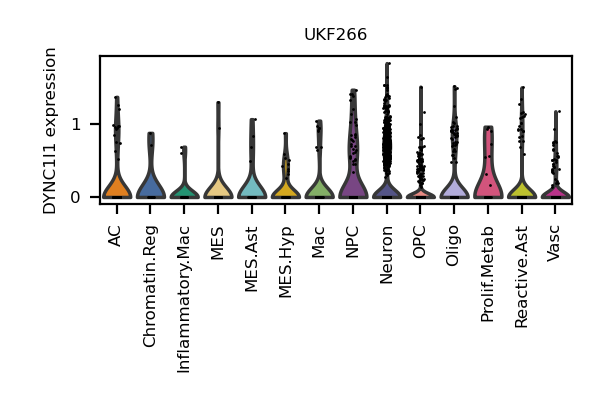 UKF266
DYNC1I1 expression
1
0
AC
Chromatin.Reg
Inflammatory.Mac
MES
MES.Ast
MES.Hyp
Mac
NPC
Neuron
OPC
Oligo
Prolif.Metab
Reactive.Ast
Vasc